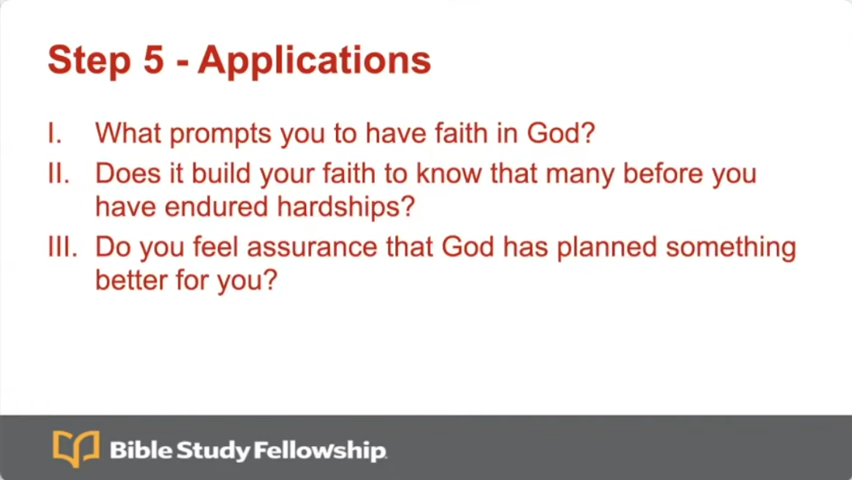 Step 5 - Applications
I. What prompts you to have faith in God?
II. Does it build your faith to know that many before you
have endured hardships?
III. Do you feel assurance that God has planned something
better for you?
Bible Study Fellowship